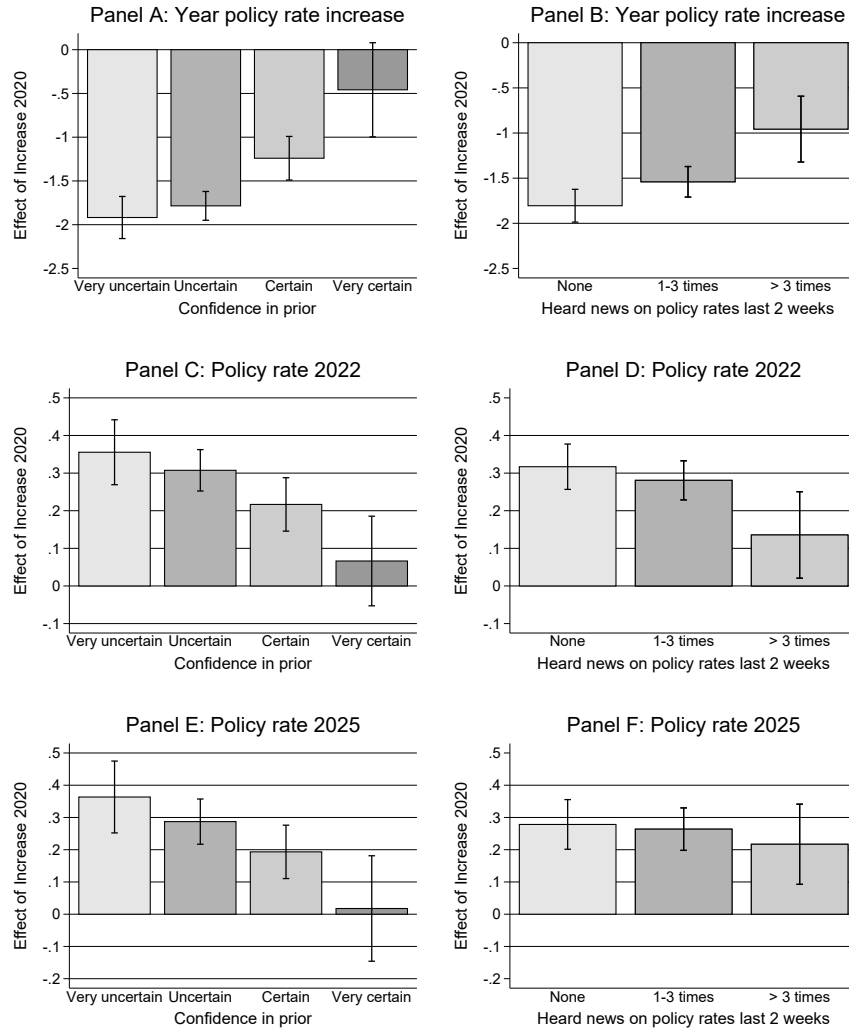 Panel A: Year policy rate increase
Effect of Increase 2020
0
-.5
-1
-1.5
-2
-2.5
Very uncertain Uncertain Certain Very certain
Confidence in prior
Panel B: Year policy rate increase
Effect of Increase 2020
0
-.5
-1
-1.5
-2
-2.5
None 1-3 times > 3 times
Heard news on policy rates last 2 weeks
Panel C: Policy rate 2022
Effect of Increase 2020
.5
.4
.3
.2
.1
0
-.1
Very uncertain Uncertain Certain Very certain
Confidence in prior
Panel D: Policy rate 2022
Effect of Increase 2020
.5
.4
.3
.2
.1
0
-.1
None 1-3 times > 3 times
Heard news on policy rates last 2 weeks
Panel E: Policy rate 2025
Effect of Increase 2020
.5
.4
.3
.2
.1
0
-.1
-.2
Very uncertain Uncertain Certain Very certain
Confidence in prior
Panel F: Policy rate 2025
Effect of Increase 2020
.5
.4
.3
.2
.1
0
-.1
-.2
None 1-3 times > 3 times
Heard news on policy rates last 2 weeks